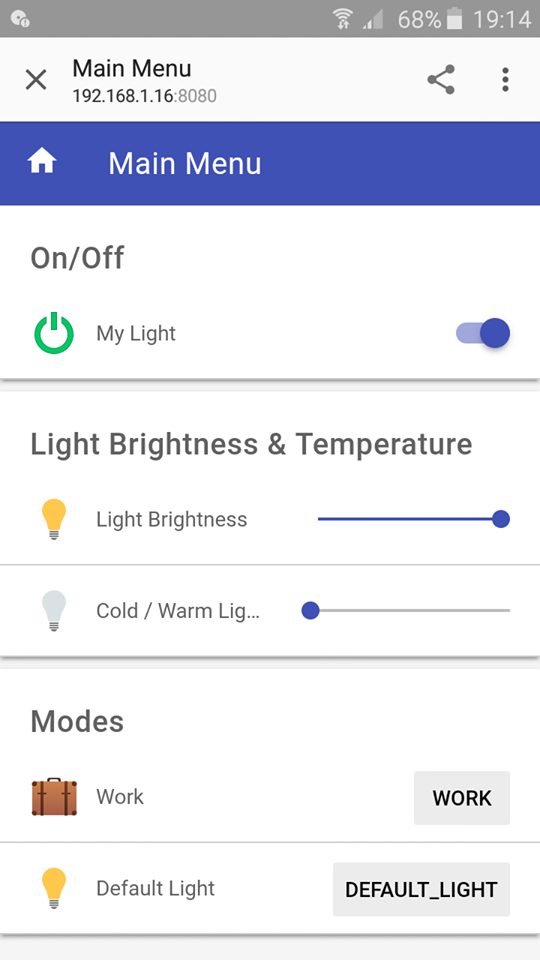 68% 19:14
Main Menu
192.168.1.16:8080
Main Menu
On/Off
My Light
Light Brightness & Temperature
Light Brightness
Cold / Warm Lig...
Modes
Work WORK
Default Light DEFAULT_LIGHT